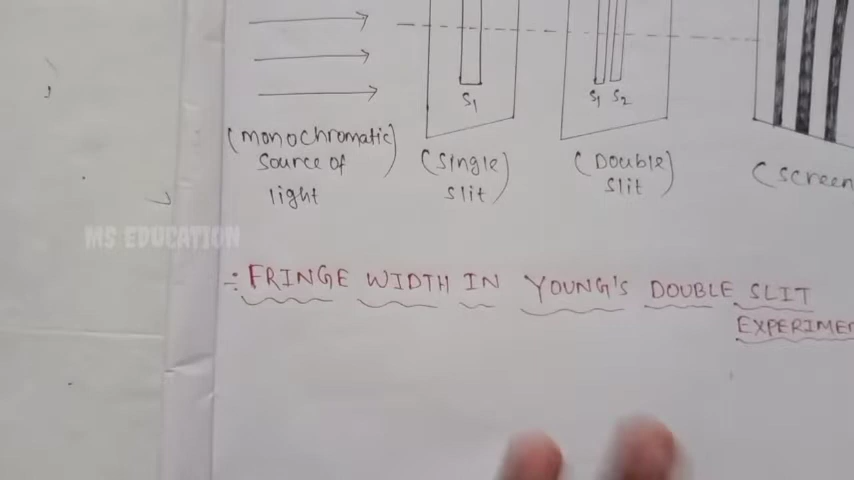 S1
S1 S2
(monochromatic)
source of
light
(single)
slit
(Double)
slit
(screen
MS EDUCATION
÷ FRINGE WIDTH IN YOUNG'S DOUBLE SLIT
EXPERIMEN